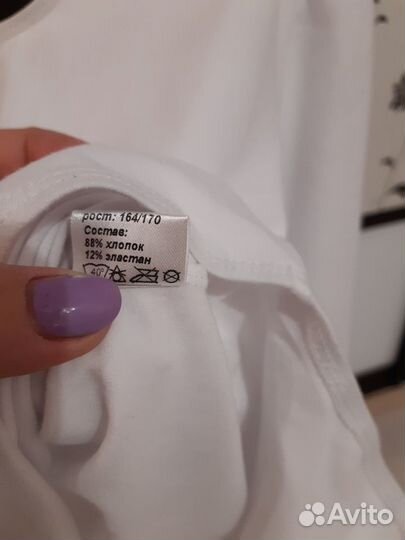 рост: 164/170
Состав:
88% хлопок
12% эластан
40°
Avito